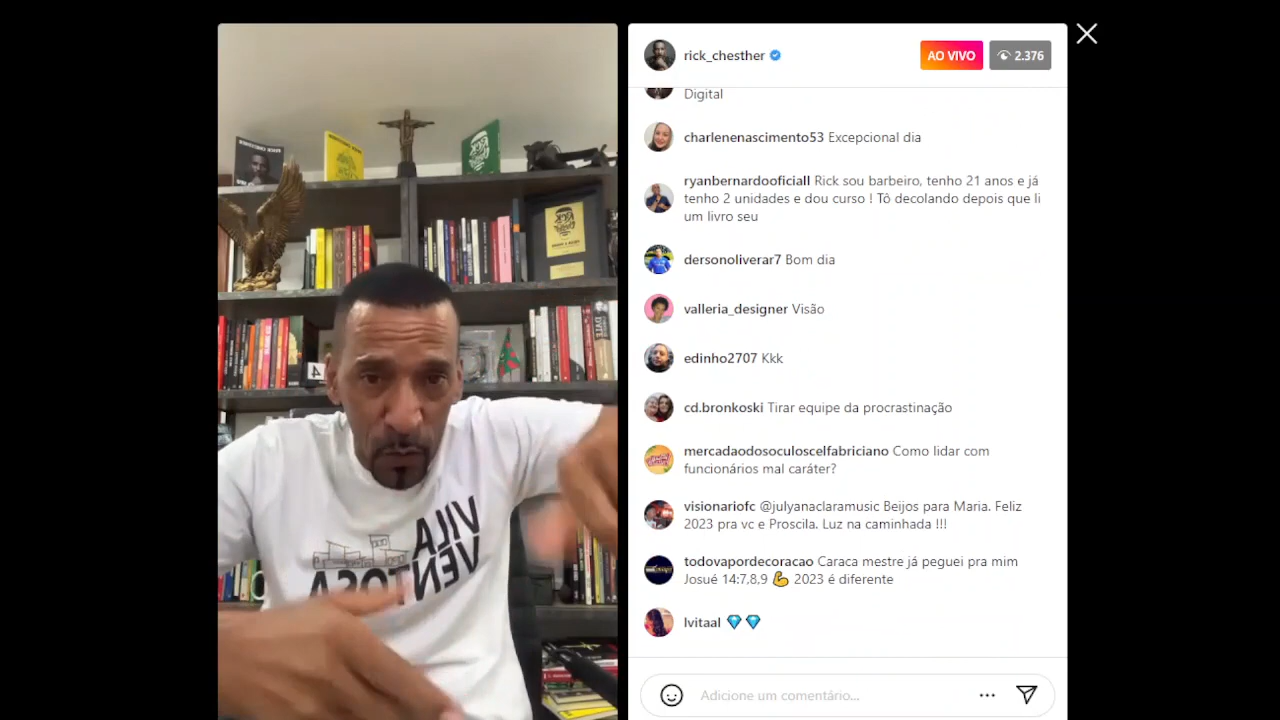 rick_chesther
AO VIVO
2.376
Digital
charlenenascimento53 Excepcional dia
ryanbernardooficiall Rick sou barbeiro, tenho 21 anos e já
tenho 2 unidades e dou curso ! Tô decolando depois que li
um livro seu
dersonoliverar7 Bom dia
valleria_designer Visão
edinho2707 Kkk
cd.bronkoski Tirar equipe da procrastinação
mercadaodosoculoscelfabriciano Como lidar com
funcionários mal caráter?
visionariofc @julyanaclaramusic Beijos para Maria. Feliz
2023 pra vc e Proscila. Luz na caminhada !!!
todovapordecoracao Caraca mestre já peguei pra mim
Josué 14:7,8,9 💪 2023 é diferente
lvitaal 💎💎
Adicione um comentário...
VILA
VENTOSA
4